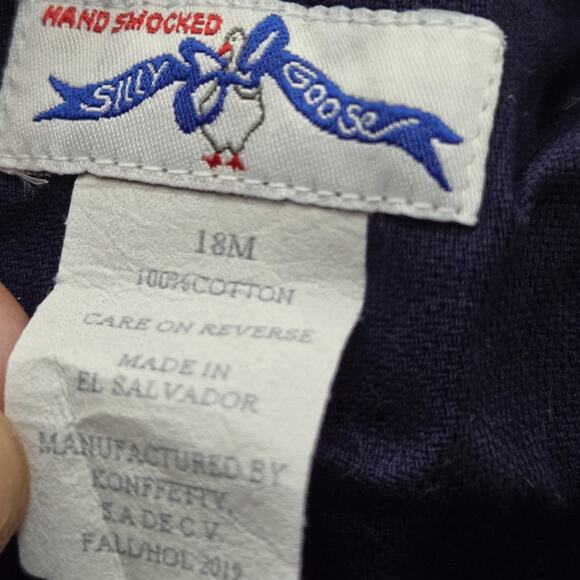 HAND SMOCKED
SILLY GOOSE
18M
100% COTTON
CARE ON REVERSE
MADE IN
EL SALVADOR
MANUFACTURED BY
KONFFETTY,
S.A DE C.V.
FALL/HOL 2019